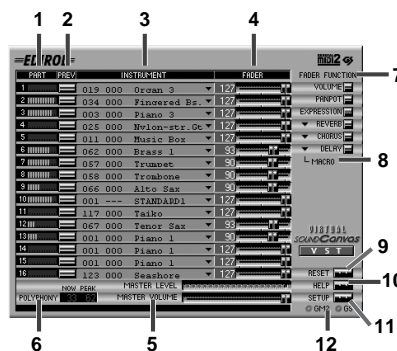 1 2 3 4
EDIROL
MIDI2 GS
PART PREV INSTRUMENT FADER FADER FUNCTION 7
1 019 000 Organ 3 127 VOLUME
2 034 000 Fingered Bs. 127 PANPOT
3 003 000 Piano 3 127 EXPRESSION
4 025 000 Nylon-str.Gt 127 REVERB
5 011 000 Music Box 127 CHORUS
6 062 000 Brass 1 93 DELAY
7 057 000 Trumpet 90 MACRO 8
8 058 000 Trombone 90
9 066 000 Alto Sax 90
10 001 --- STANDARD1 127
11 117 000 Taiko 127
12 067 000 Tenor Sax 93
13 001 000 Piano 1 90
14 001 000 Piano 1 127
15 001 000 Piano 1 127
16 123 000 Seashore 127
VIRTUAL
SOUND Canvas
VST
RESET 9
HELP 10
SETUP 11
NOW PEAK MASTER LEVEL
POLYPHONY MASTER VOLUME
GM2 GS
6 5 12